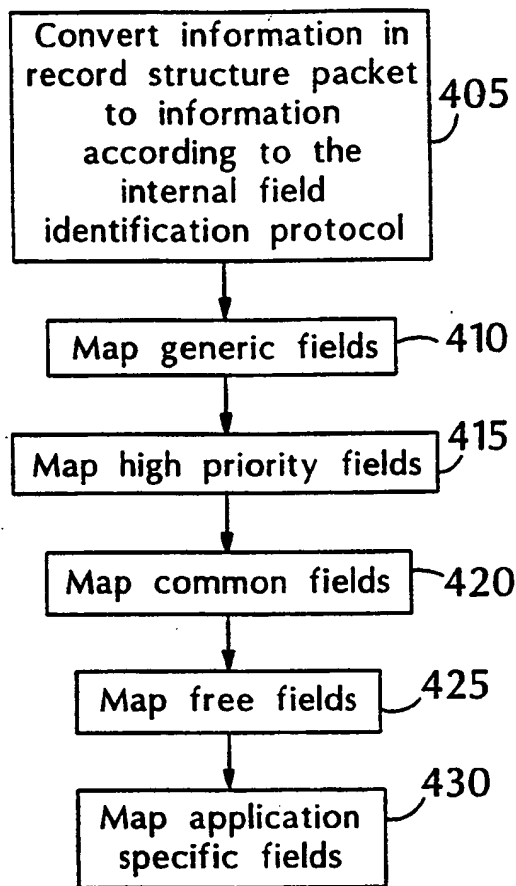 Convert information in
record structure packet
to information
according to the
internal field
identification protocol
405
Map generic fields
410
Map high priority fields
415
Map common fields
420
Map free fields
425
Map application
specific fields
430